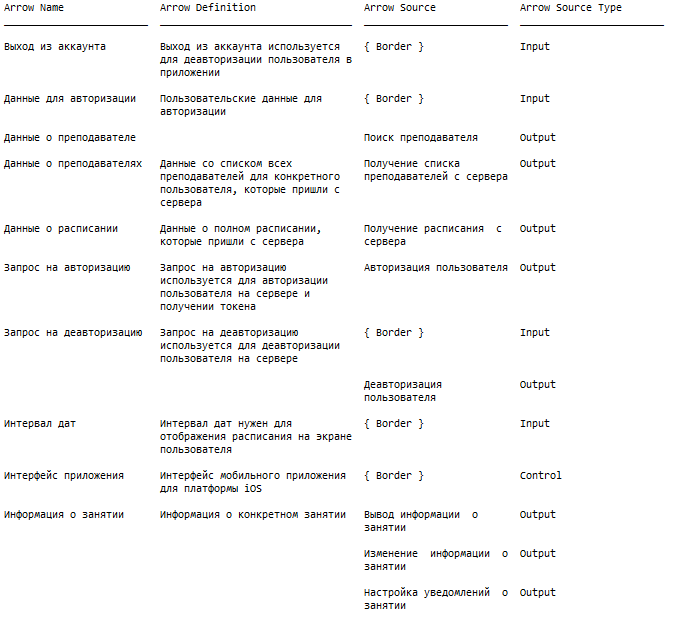 Arrow Name Arrow Definition Arrow Source Arrow Source Type
Выход из аккаунта Выход из аккаунта используется { Border } Input
для деавторизации пользователя в
приложении
Данные для авторизации Пользовательские данные для { Border } Input
авторизации
Данные о преподавателе Поиск преподавателя Output
Данные о преподавателях Данные со списком всех Получение списка Output
преподавателей для конкретного преподавателей с сервера
пользователя, которые пришли с
сервера
Данные о расписании Данные о полном расписании, Получение расписания с Output
которые пришли с сервера сервера
Запрос на авторизацию Запрос на авторизацию Авторизация пользователя Output
используется для авторизации
пользователя на сервере и
получении токена
Запрос на деавторизацию Запрос на деавторизацию { Border } Input
используется для деавторизации
пользователя на сервере
Деавторизация Output
пользователя
Интервал дат Интервал дат нужен для { Border } Input
отображения расписания на экране
пользователя
Интерфейс приложения Интерфейс мобильного приложения { Border } Control
для платформы iOS
Информация о занятии Информация о конкретном занятии Вывод информации о Output
занятии
Изменение информации о Output
занятии
Настройка уведомлений о Output
занятии